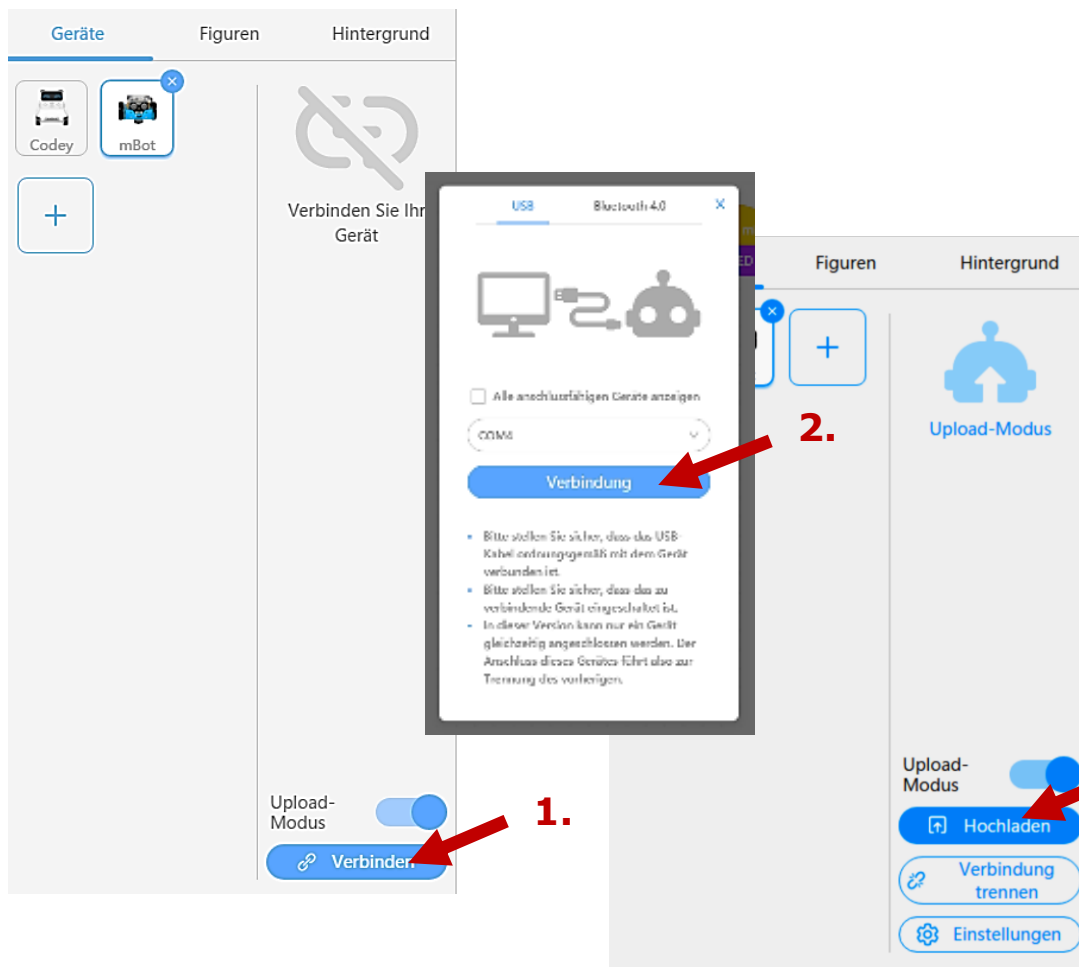 Geräte
Figuren
Hintergrund
Codey
mBot
Verbinden Sie Ihr
Gerät
Upload-
Modus
Verbinden
1.
USB
Bluetooth 4.0
Alle anschlussfähigen Geräte anzeigen
COM4
Verbindung
Bitte stellen Sie sicher, dass das USB-
Kabel ordnungsgemäß mit dem Gerät
verbunden ist.
Bitte stellen Sie sicher, dass das zu
verbindende Gerät eingeschaltet ist.
In dieser Version kann nur ein Gerät
gleichzeitig angeschlossen werden. Der
Anschluss dieses Gerätes führt also zur
Trennung des vorherigen.
2.
m
ED
Figuren
Hintergrund
Upload-Modus
Upload-
Modus
Hochladen
Verbindung
trennen
Einstellungen